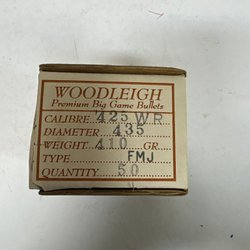 WOODLEIGH
Premium Big Game Bullets
CALIBRE 425 WR
DIAMETER 435
WEIGHT 410 GR.
TYPE FMJ
QUANTITY 50